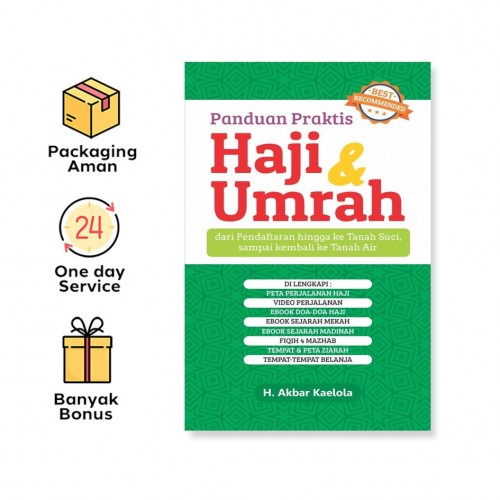 Packaging
Aman
24
One day
Service
Banyak
Bonus
BEST
RECOMMENDED
Panduan Praktis
Haji &
Umrah
dari Pendaftaran hingga ke Tanah Suci,
sampai kembali ke Tanah Air
DI LENGKAPI :
PETA PERJALANAN HAJI
VIDEO PERJALANAN
EBOOK DOA-DOA HAJI
EBOOK SEJARAH MEKAH
EBOOK SEJARAH MADINAH
FIQIH 4 MAZHAB
TEMPAT & PETA ZIARAH
TEMPAT-TEMPAT BELANJA
H. Akbar Kaelola